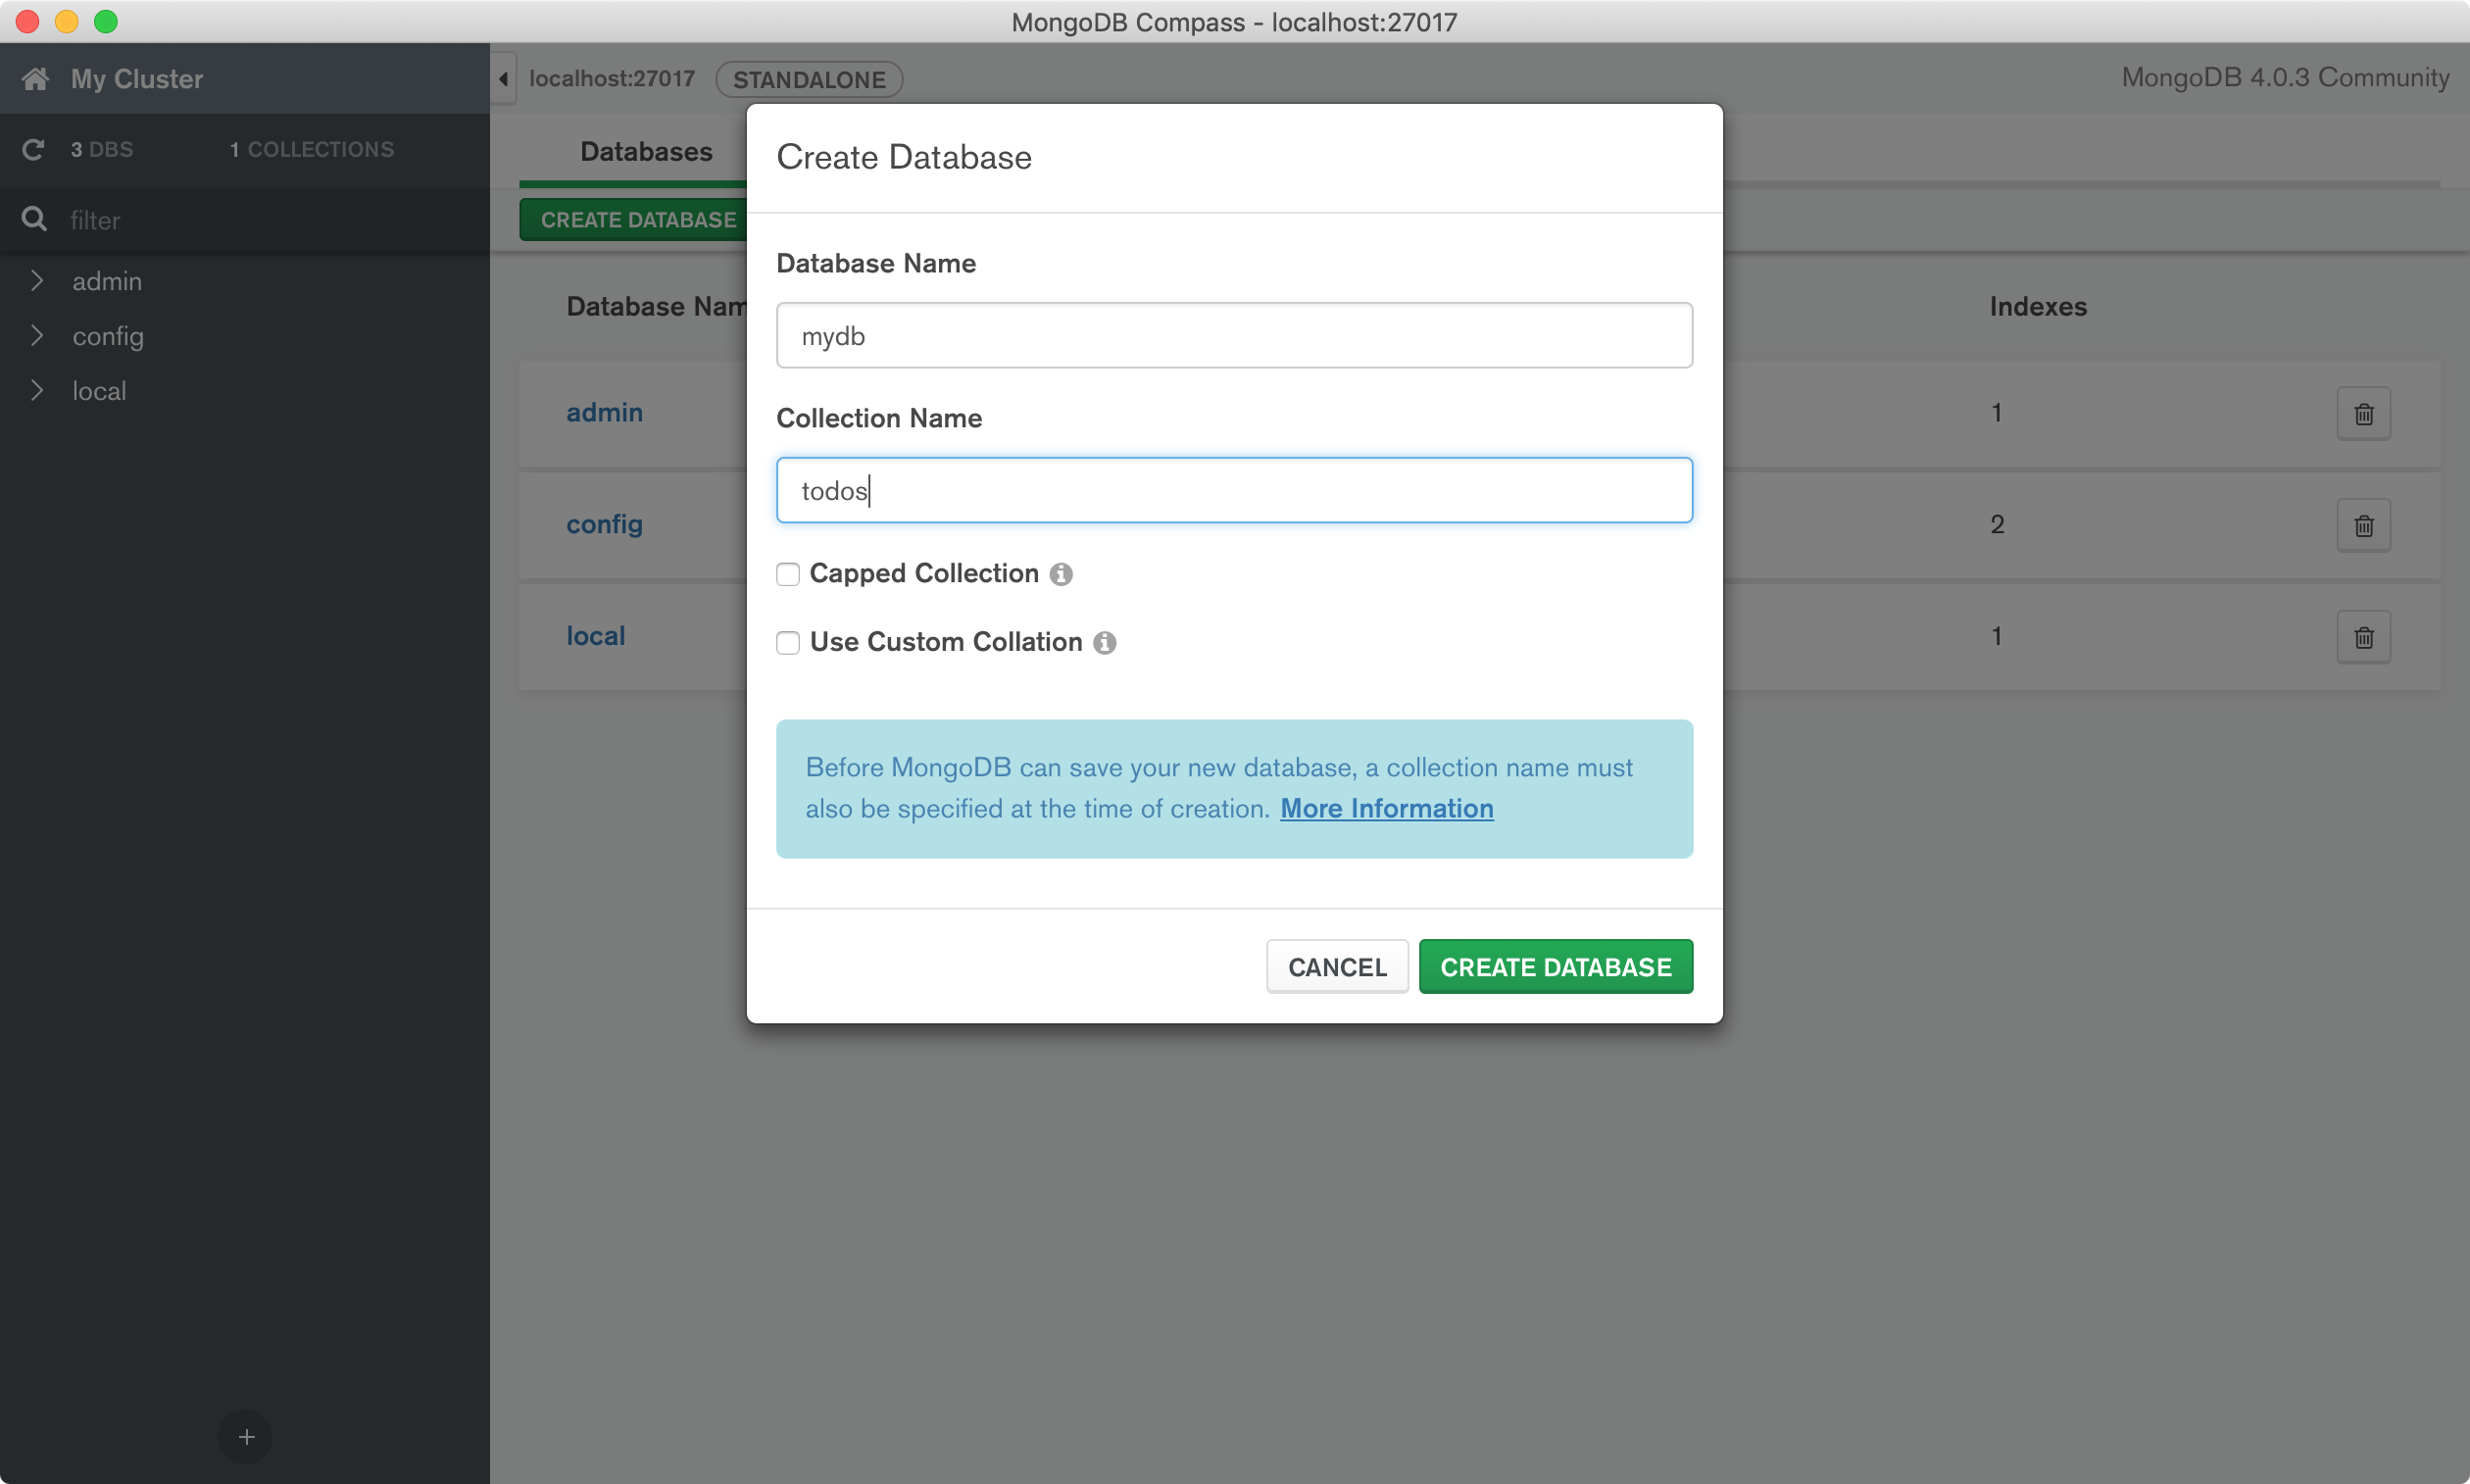 MongoDB Compass - localhost:27017
My Cluster
localhost:27017 STANDALONE
MongoDB 4.0.3 Community
3 DBS 1 COLLECTIONS
filter
admin
config
local
Databases
CREATE DATABASE
Database Nam
Indexes
admin 1
config 2
local 1
Create Database
Database Name
mydb
Collection Name
todos
Capped Collection
Use Custom Collation
Before MongoDB can save your new database, a collection name must
also be specified at the time of creation. More Information
CANCEL CREATE DATABASE